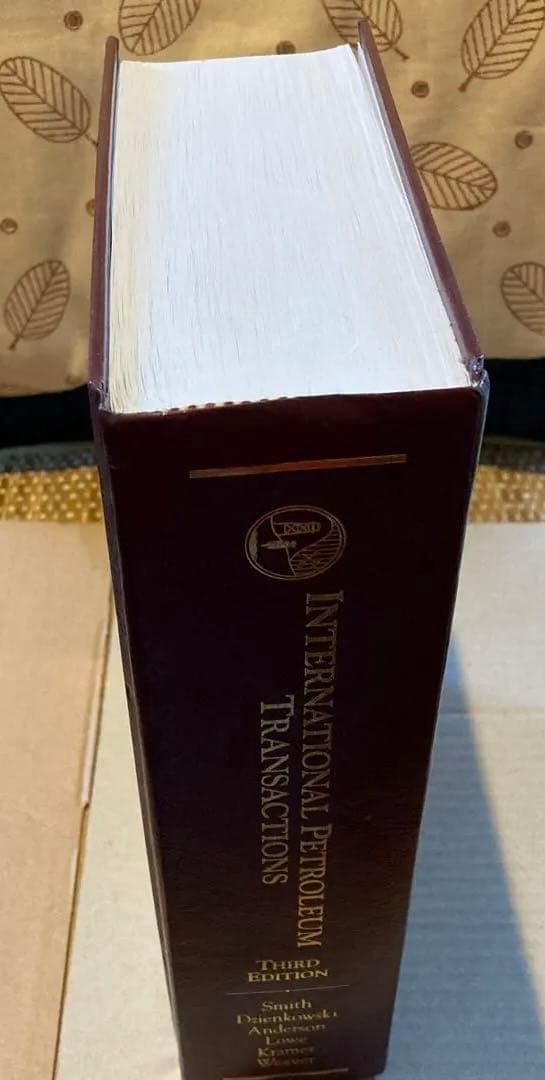 INTERNATIONAL PETROLEUM
TRANSACTIONS
THIRD
EDITION
Smith
Dzienkowski
Anderson
Lowe
Kramer
Weaver